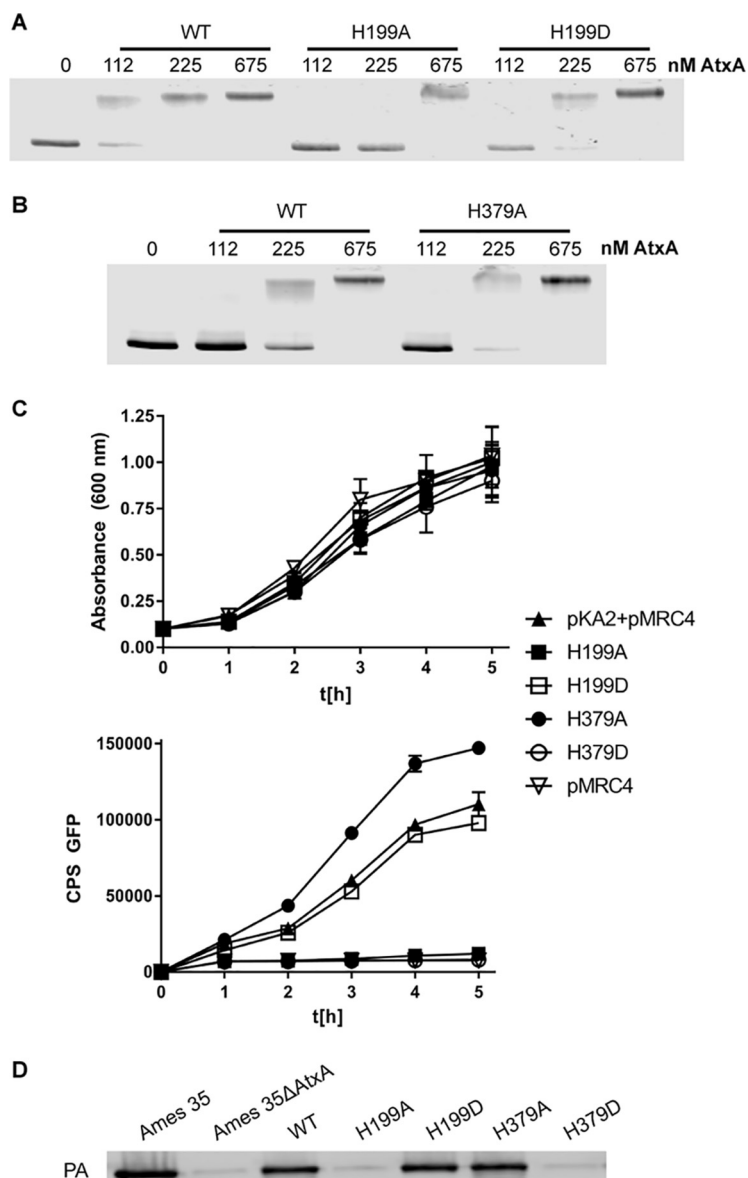 A
WT H199A H199D
0 112 225 675 112 225 675 112 225 675 nM AtxA
B
WT H379A
0 112 225 675 112 225 675 nM AtxA
C
Absorbance (600 nm)
1.25
1.00
0.75
0.50
0.25
0.00
0 1 2 3 4 5
t[h]
pKA2+pMRC4
H199A
H199D
H379A
H379D
pMRC4
CPS GFP
150000
100000
50000
0
0 1 2 3 4 5
t[h]
D
Ames 35 Ames 35ΔAtxA WT H199A H199D H379A H379D
PA